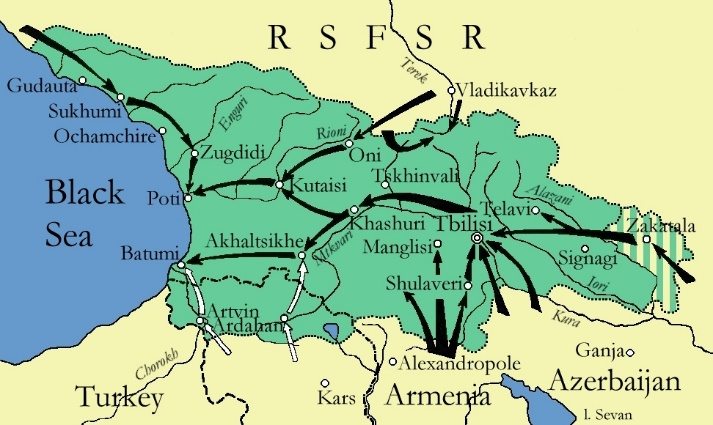 R S F S R
Terek
Gudauta
Vladikavkaz
Sukhumi
Enguri
Ochamchire
Rioni
Oni
Zugdidi
Tskhinvali
Kutaisi
Alazani
Black
Sea
Poti
Telavi
Khashuri
Tbilisi
Zakatala
Akhaltsikhe
Mtkvari
Manglisi
Batumi
Signagi
Shulaveri
Iori
Artvin
Ardahan
Kura
Chorokh
Ganja
Alexandropole
Turkey
Kars
Armenia
Azerbaijan
l. Sevan